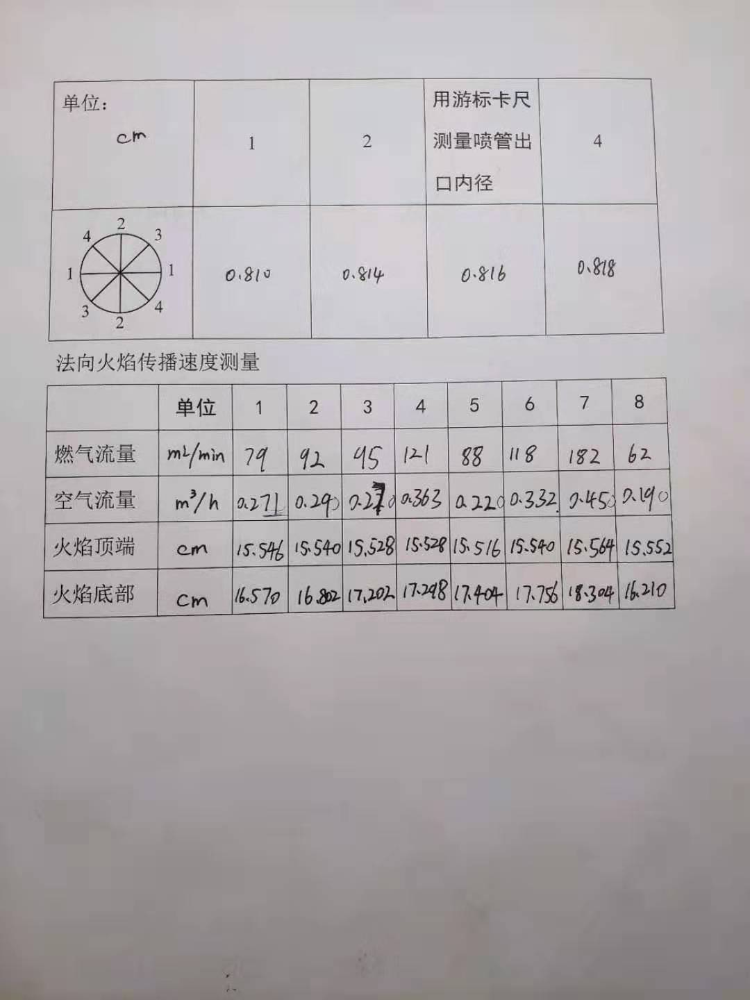 单位：
cm
1
2
用游标卡尺
测量喷管出
口内径
4
2
4
3
1
1
3
4
2
0.810
0.814
0.816
0.818
法向火焰传播速度测量
单位 1 2 3 4 5 6 7 8
燃气流量 mL/min 79 92 95 121 88 118 182 62
空气流量 m³/h 0.271 0.290 0.270 0.363 0.220 0.332 0.450 0.190
火焰顶端 cm 15.546 15.540 15.528 15.528 15.516 15.540 15.564 15.552
火焰底部 cm 16.570 16.802 17.202 17.298 17.404 17.756 18.304 16.210